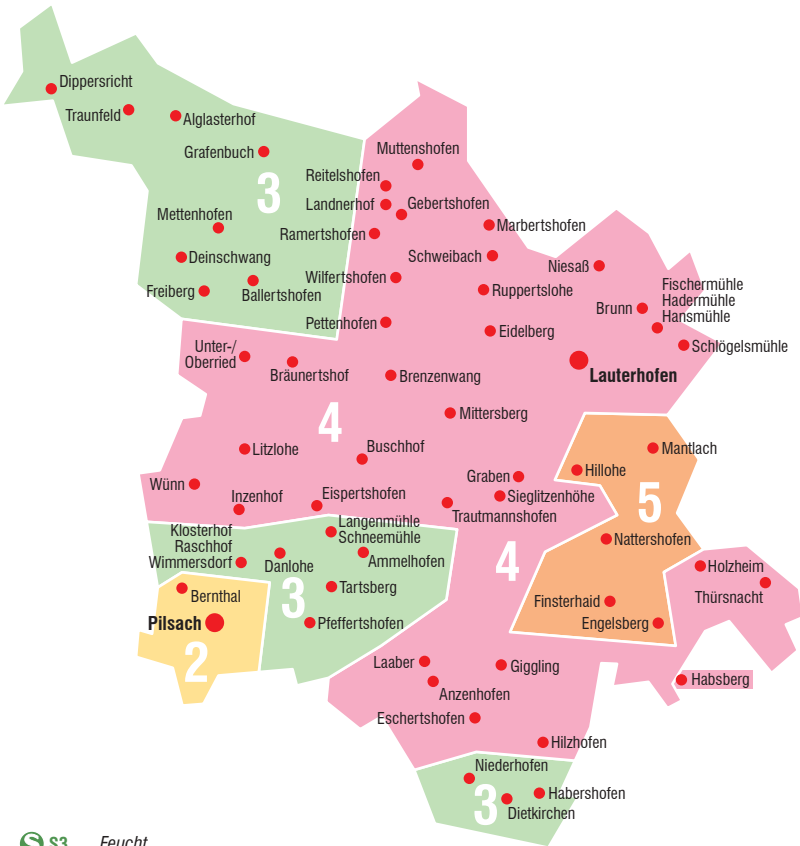 Dippersricht
Traunfeld
Alglasterhof
Grafenbuch
3
Mettenhofen
Deinschwang
Freiberg
Ballertshofen
Muttenshofen
Reitelshofen
Landnerhof
Gebertshofen
Ramertshofen
Marbertshofen
Schweibach
Niesaß
Wilfertshofen
Ruppertslohe
Fischermühle
Hadermühle
Hansmühle
Brunn
Pettenhofen
Eidelberg
Schlögelsmühle
Unter-/
Oberried
Bräunertshof
Brenzenwang
Lauterhofen
4
Mittersberg
Litzlohe
Buschhof
Mantlach
Hillohe
Graben
Wünn
Inzenhof
Eispertshofen
Sieglitzenhöhe
5
Trautmannshofen
Klosterhof
Raschhof
Wimmersdorf
Langenmühle
Schneemühle
Danlohe
Ammelhofen
Nattershofen
4
Holzheim
Thürsnacht
Bernthal
3
Tartsberg
Finsterhaid
Pilsach
Pfeffertshofen
Engelsberg
2
Laaber
Giggling
Anzenhofen
Habsberg
Eschertshofen
Hilzhofen
Niederhofen
3
Habershofen
Dietkirchen
S S3 Feucht